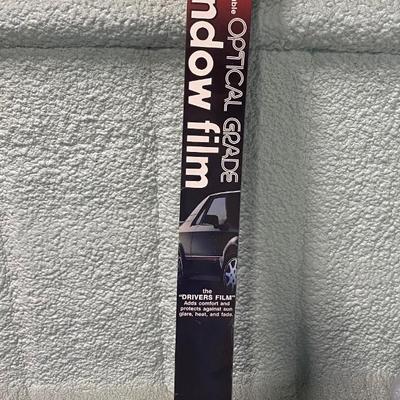 OPTICAL GRADE
ndow film
the
"DRIVERS FILM"
Adds comfort and
protects against sun
glare, heat, and fade.